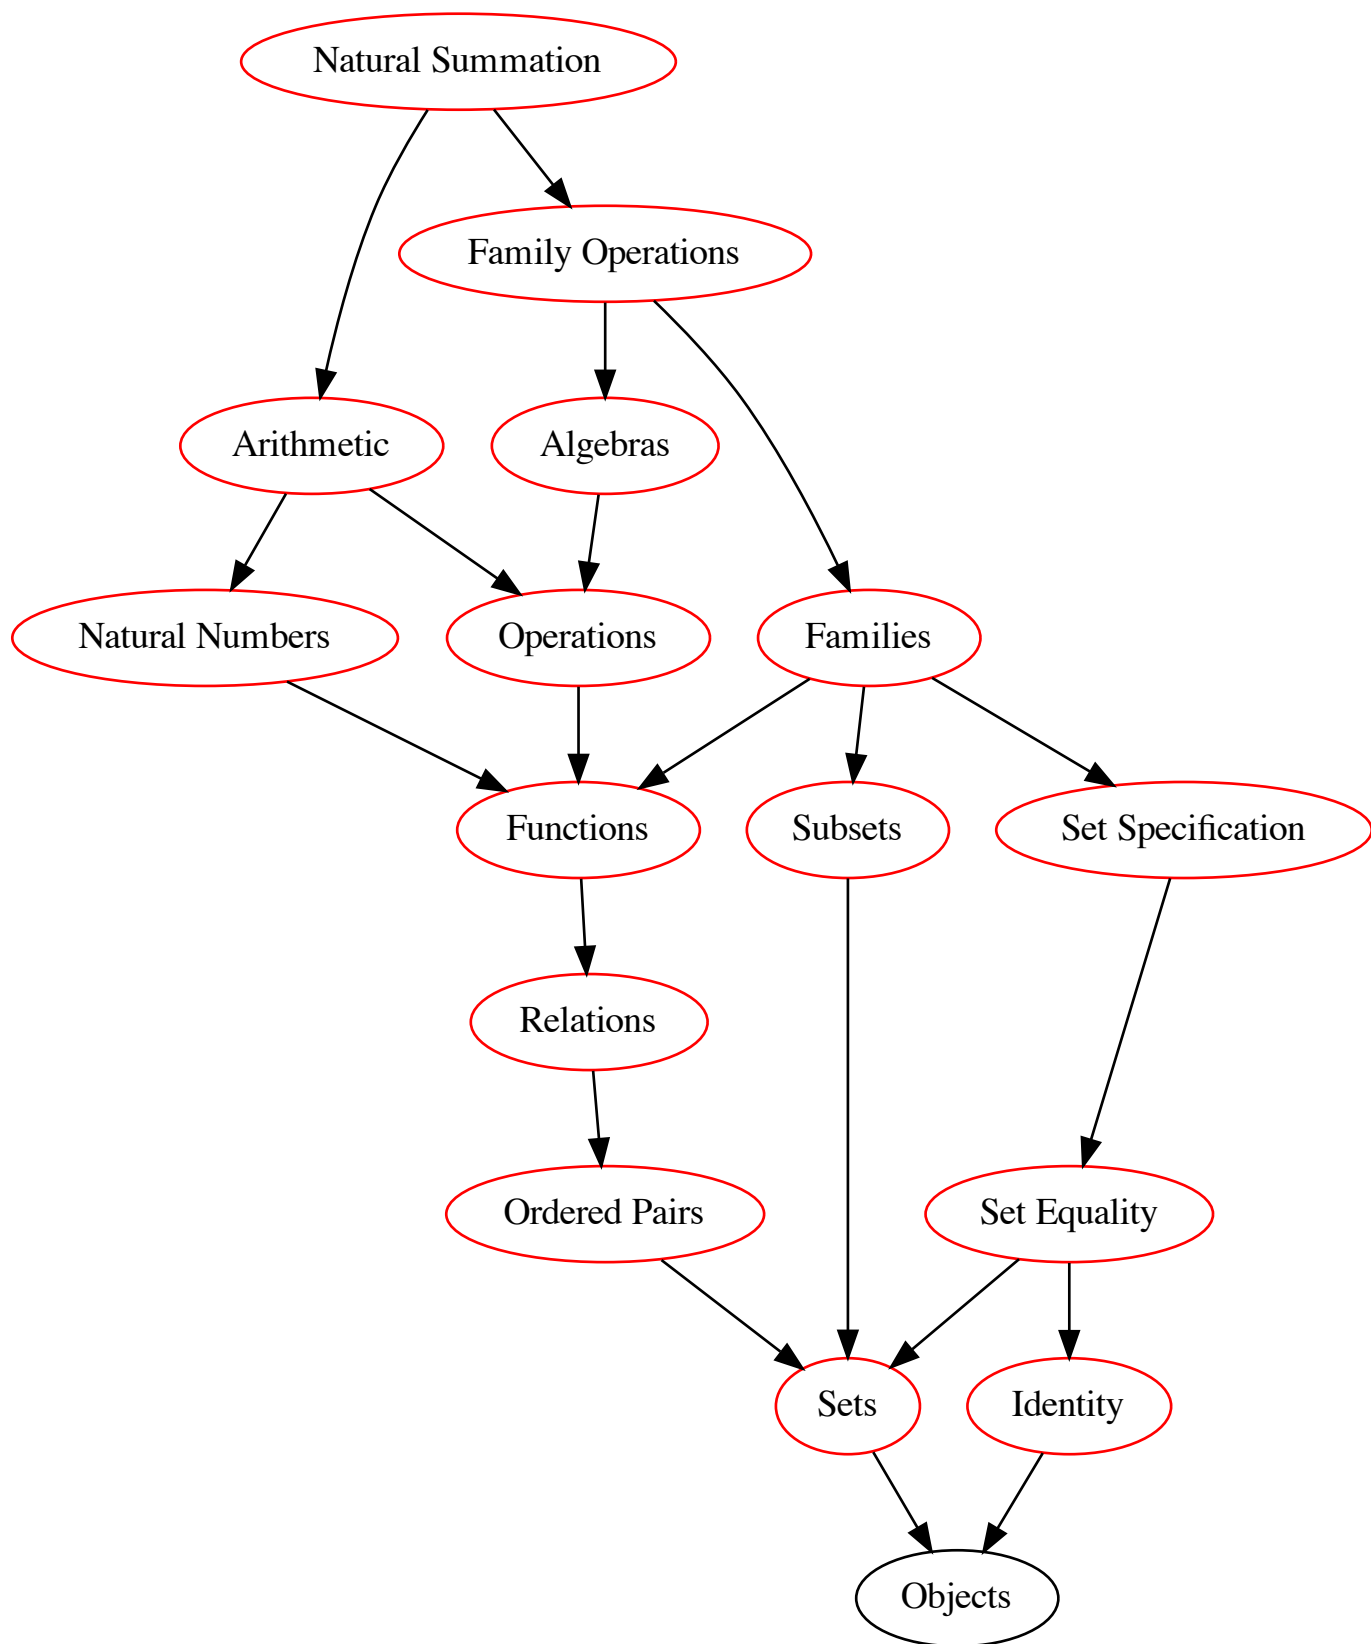 Natural Summation
Family Operations
Arithmetic
Algebras
Natural Numbers
Operations
Families
Functions
Subsets
Set Specification
Relations
Ordered Pairs
Set Equality
Sets
Identity
Objects